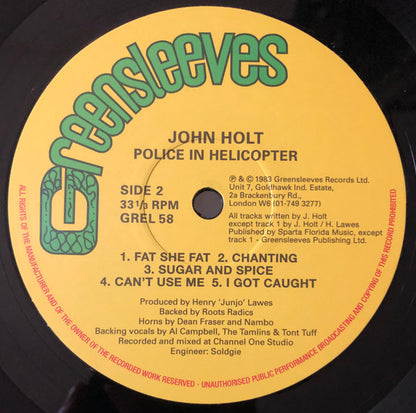 Greensleeves
JOHN HOLT
POLICE IN HELICOPTER
SIDE 2
33 1/3 RPM
GREL 58
℗ & © 1983 Greensleeves Records Ltd.
Unit 7, Goldhawk Ind. Estate,
2a Brackenbury Rd.,
London W6 (01-749 3277)
All tracks written by J. Holt
except track 1 by J. Holt / H. Lawes
Published by Sparta Florida Music, except
track 1 - Greensleeves Publishing Ltd.
1. FAT SHE FAT 2. CHANTING
3. SUGAR AND SPICE
4. CAN'T USE ME 5. I GOT CAUGHT
Produced by Henry 'Junjo' Lawes
Backed by Roots Radics
Horns by Dean Fraser and Nambo
Backing vocals by Al Campbell, The Tamlins & Tont Tuff
Recorded and mixed at Channel One Studio
Engineer: Soldgie
ALL RIGHTS OF THE MANUFACTURER AND OF THE OWNER OF THE RECORDED WORK RESERVED - UNAUTHORISED PUBLIC PERFORMANCE BROADCASTING AND COPYING OF THIS RECORD PROHIBITED